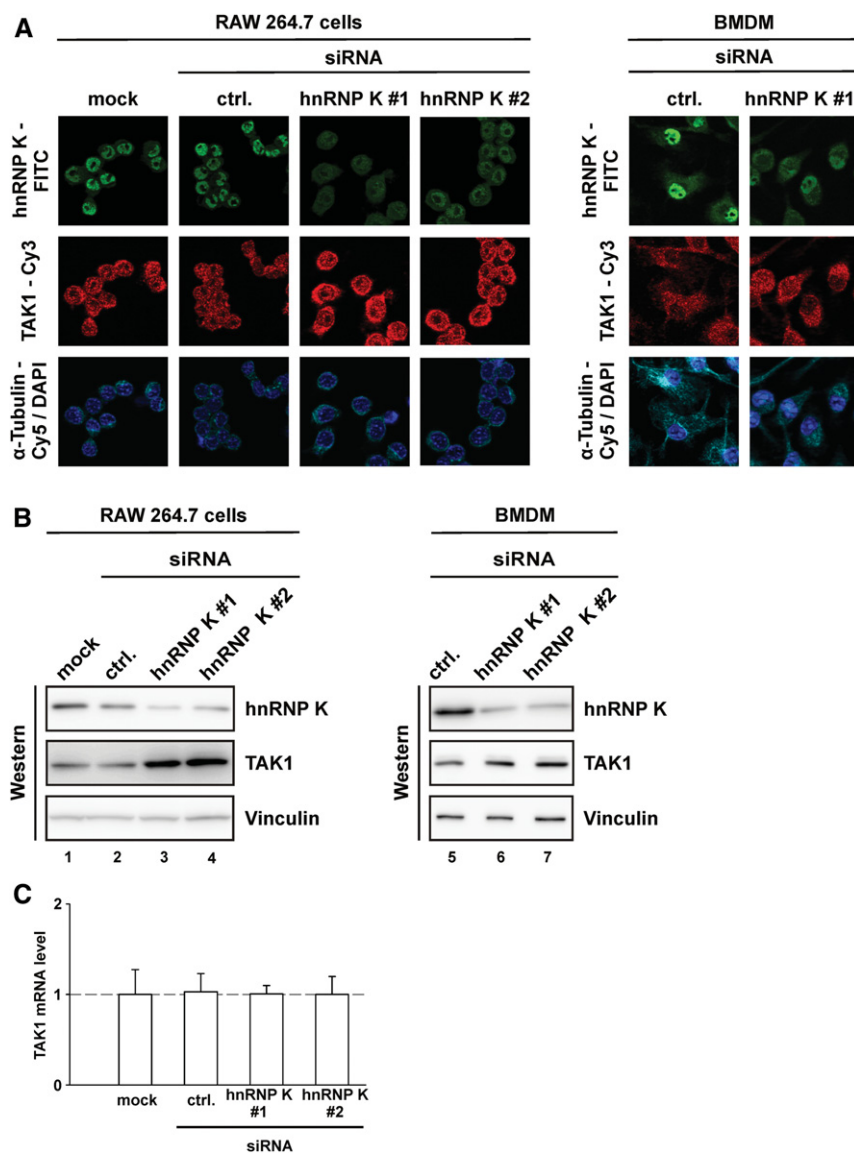 A
RAW 264.7 cells
BMDM
siRNA
siRNA
mock
ctrl.
hnRNP K #1
hnRNP K #2
ctrl.
hnRNP K #1
hnRNP K -
FITC
hnRNP K -
FITC
TAK1 - Cy3
TAK1 - Cy3
α-Tubulin -
Cy5 / DAPI
α-Tubulin -
Cy5 / DAPI
B
RAW 264.7 cells
BMDM
siRNA
siRNA
mock
ctrl.
hnRNP K #1
hnRNP K #2
ctrl.
hnRNP K #1
hnRNP K #2
Western
hnRNP K
TAK1
Vinculin
1 2 3 4
Western
hnRNP K
TAK1
Vinculin
5 6 7
C
TAK1 mRNA level
2
1
0
mock
ctrl.
hnRNP K
#1
hnRNP K
#2
siRNA